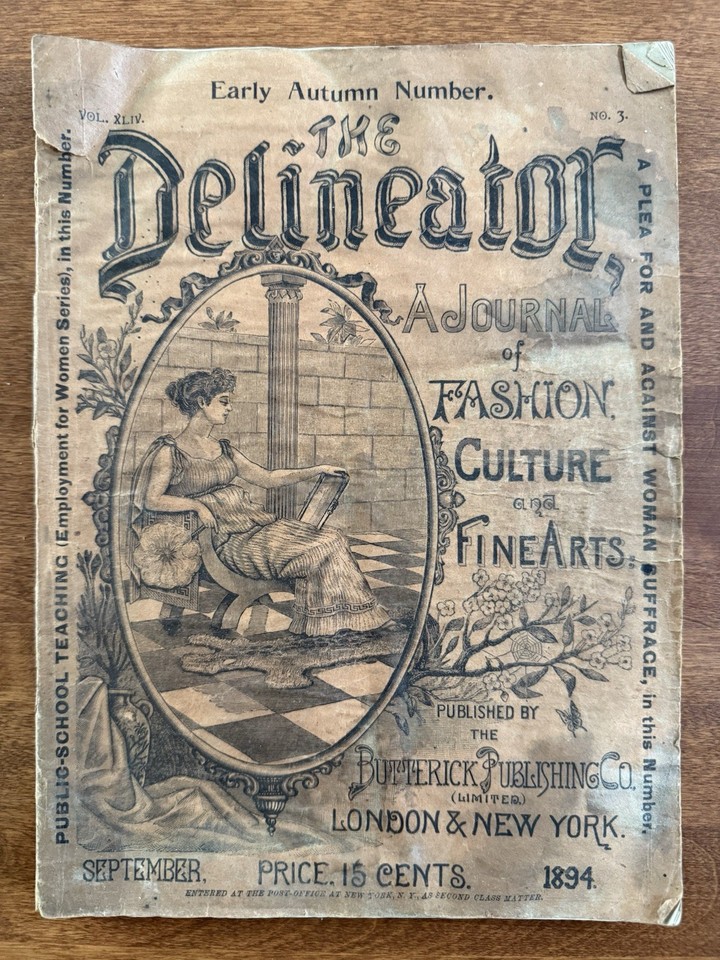 Early Autumn Number.
VOL. XLIV.
NO. 3.
THE
Delineator
A JOURNAL
of
FASHION,
CULTURE
and
FINE ARTS.
PUBLIC-SCHOOL TEACHING (Employment for Women Series), in this Number.
A PLEA FOR AND AGAINST WOMAN SUFFRAGE, in this Number.
PUBLISHED BY
THE
BUTTERICK PUBLISHING CO.
(LIMITED.)
LONDON & NEW YORK.
SEPTEMBER, PRICE, 15 CENTS. 1894.
ENTERED AT THE POST-OFFICE AT NEW YORK, N. Y., AS SECOND CLASS MATTER.